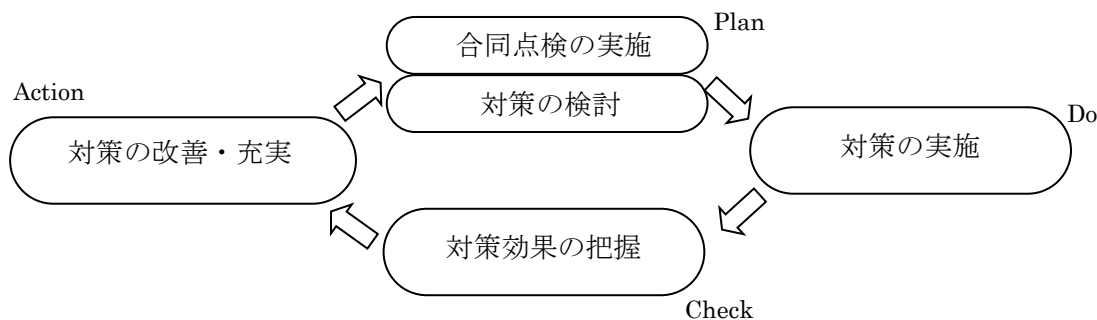 合同点検の実施
Plan
対策の検討
Action
対策の改善・充実
対策の実施
Do
対策効果の把握
Check